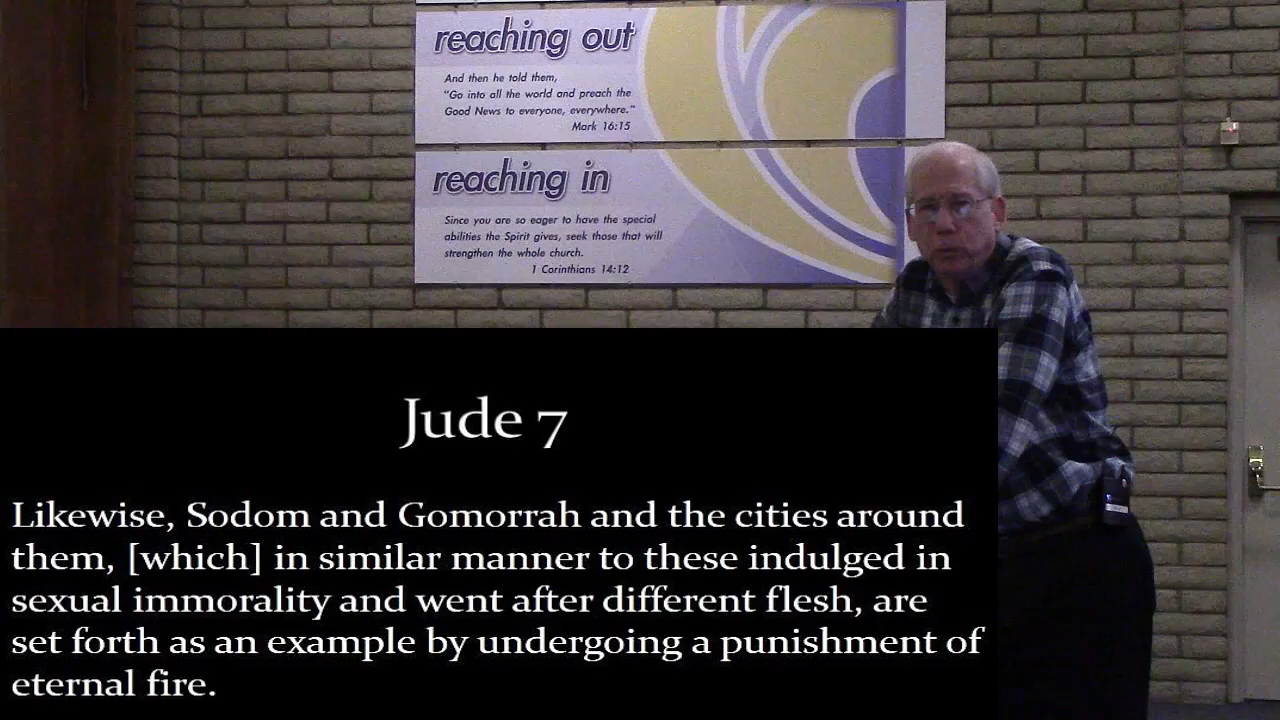 reaching out
And then he told them,
"Go into all the world and preach the
Good News to everyone, everywhere."
Mark 16:15
reaching in
Since you are so eager to have the special
abilities the Spirit gives, seek those that will
strengthen the whole church.
1 Corinthians 14:12
Jude 7
Likewise, Sodom and Gomorrah and the cities around
them, [which] in similar manner to these indulged in
sexual immorality and went after different flesh, are
set forth as an example by undergoing a punishment of
eternal fire.